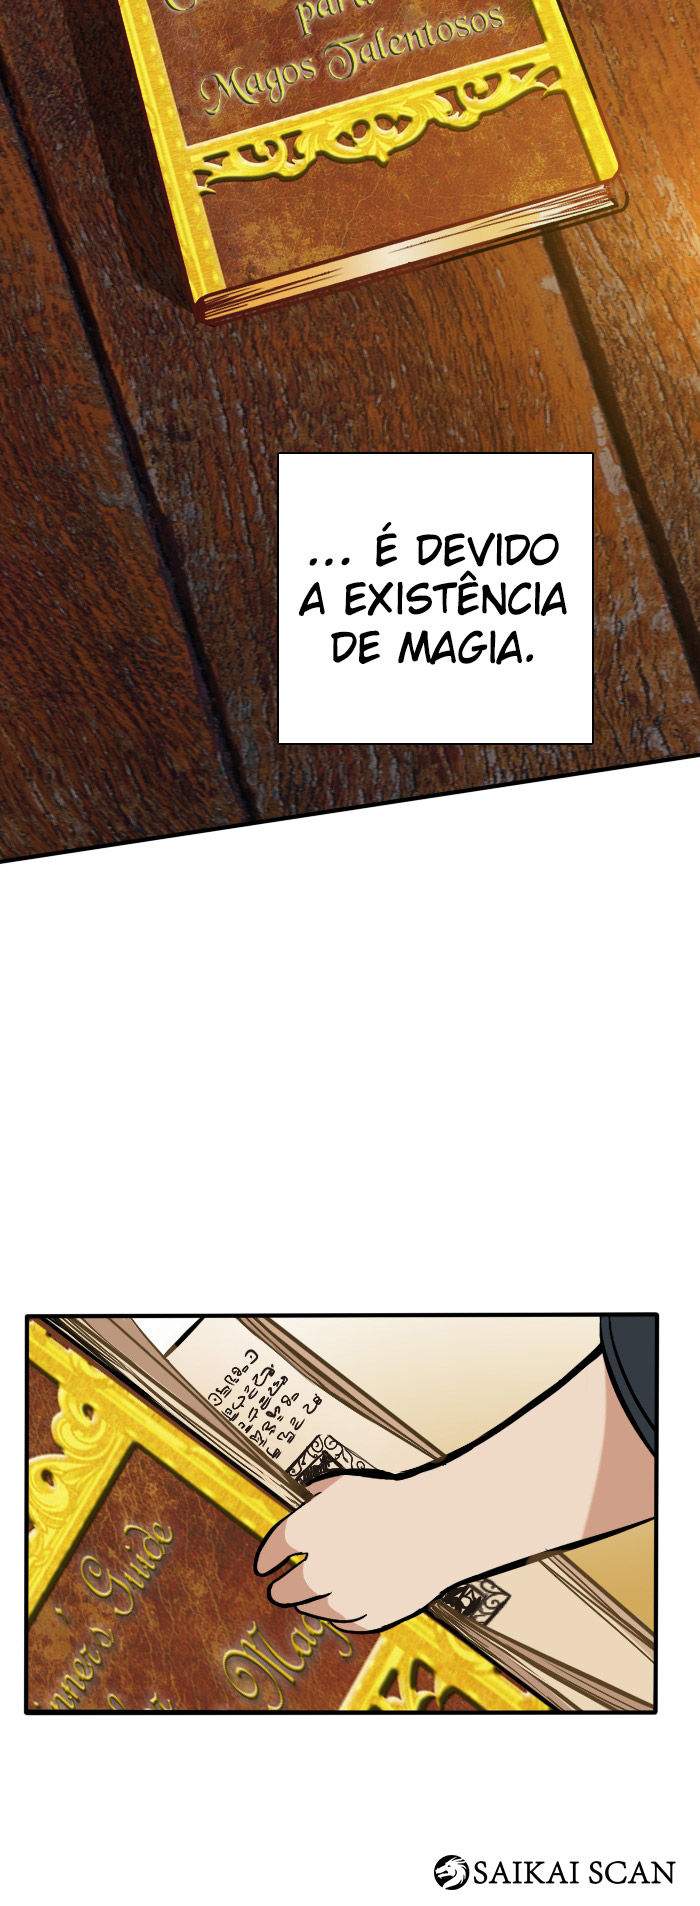 para
Magos Talentosos
... É DEVIDO
A EXISTÊNCIA
DE MAGIA.
Guide
SAIKAI SCAN